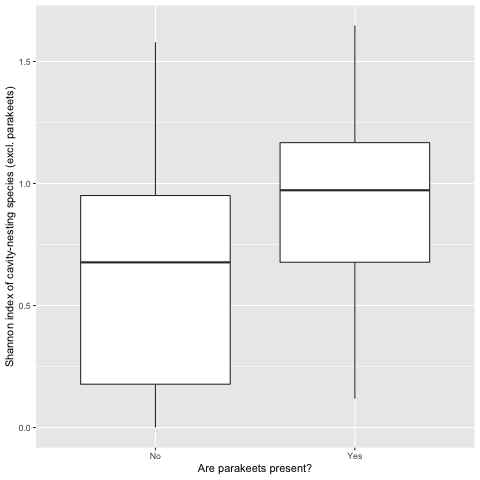 Shannon index of cavity-nesting species (excl. parakeets)
1.5
1.0
0.5
0.0
No
Yes
Are parakeets present?